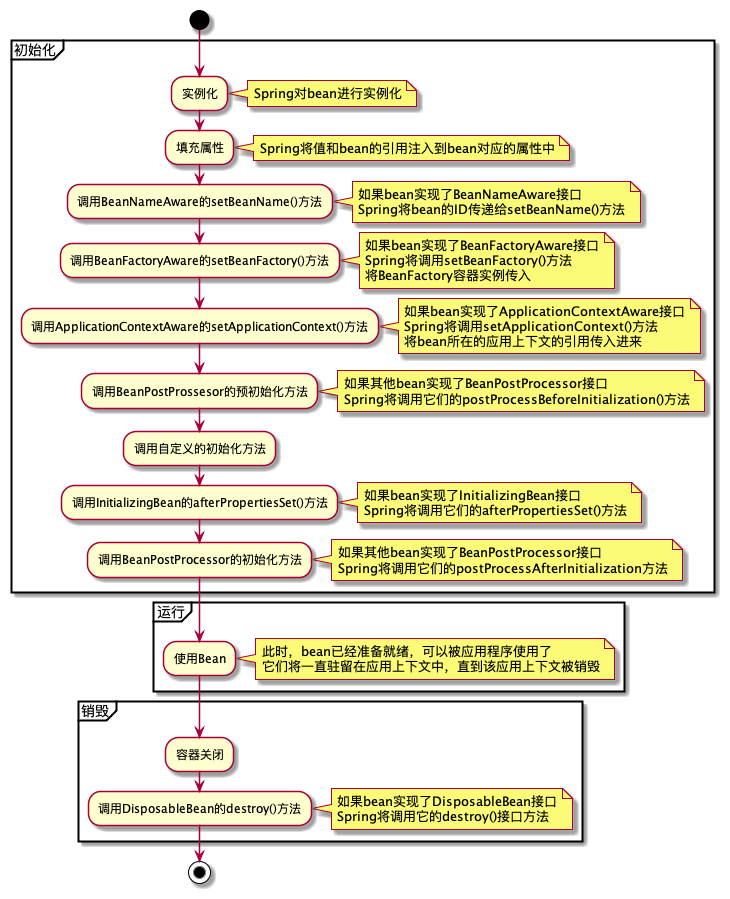 初始化
实例化
Spring对bean进行实例化
填充属性
Spring将值和bean的引用注入到bean对应的属性中
调用BeanNameAware的setBeanName()方法
如果bean实现了BeanNameAware接口
Spring将bean的ID传递给setBeanName()方法
调用BeanFactoryAware的setBeanFactory()方法
如果bean实现了BeanFactoryAware接口
Spring将调用setBeanFactory()方法
将BeanFactory容器实例传入
调用ApplicationContextAware的setApplicationContext()方法
如果bean实现了ApplicationContextAware接口
Spring将调用setApplicationContext()方法
将bean所在的应用上下文的引用传入进来
调用BeanPostProssesor的预初始化方法
如果其他bean实现了BeanPostProcessor接口
Spring将调用它们的postProcessBeforeInitialization()方法
调用自定义的初始化方法
调用InitializingBean的afterPropertiesSet()方法
如果bean实现了InitializingBean接口
Spring将调用它们的afterPropertiesSet()方法
调用BeanPostProcessor的初始化方法
如果其他bean实现了BeanPostProcessor接口
Spring将调用它们的postProcessAfterInitialization方法
运行
使用Bean
此时，bean已经准备就绪，可以被应用程序使用了
它们将一直驻留在应用上下文中，直到该应用上下文被销毁
销毁
容器关闭
调用DisposableBean的destroy()方法
如果bean实现了DisposableBean接口
Spring将调用它的destroy()接口方法